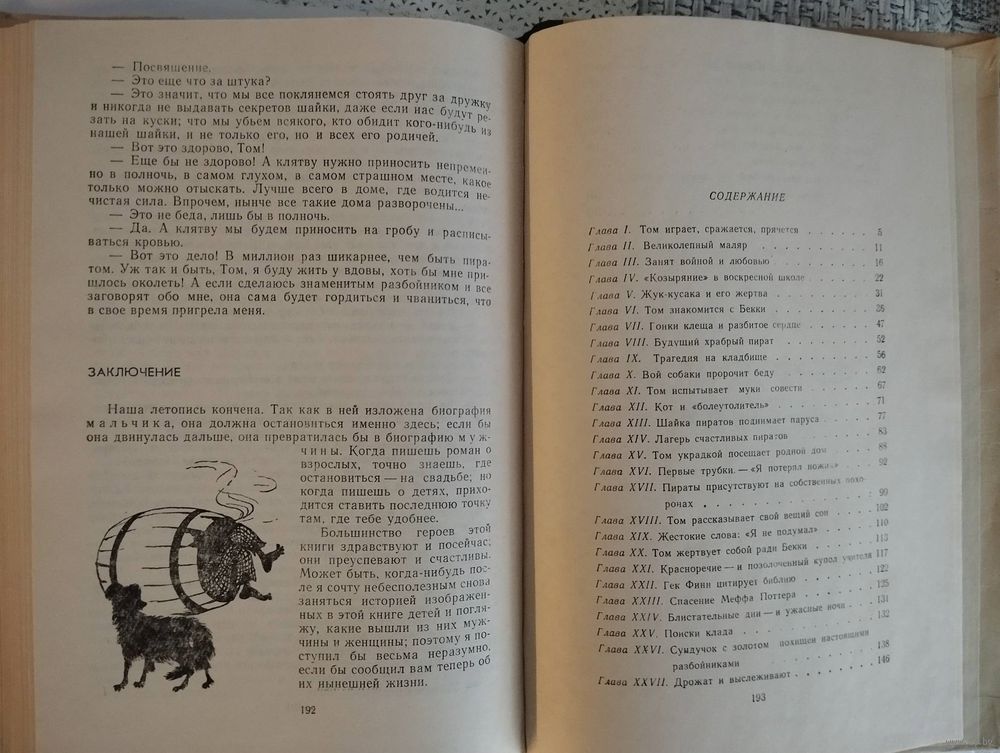 — Посвящение.
— Это еще что за штука?
— Это значит, что мы все поклянемся стоять друг за дружку
и никогда не выдавать секретов шайки, даже если нас будут ре-
зать на куски; что мы убьем всякого, кто обидит кого-нибудь из
нашей шайки, и не только его, но и всех его родичей.
— Вот это здорово, Том!
— Еще бы не здорово! А клятву нужно приносить непремен-
но в полночь, в самом глухом, в самом страшном месте, какое
только можно отыскать. Лучше всего в доме, где водится не-
чистая сила. Впрочем, нынче все такие дома разворочены...
— Это не беда, лишь бы в полночь.
— Да. А клятву мы будем приносить на гробу и расписы-
ваться кровью.
— Вот это дело! В миллион раз шикарнее, чем быть пира-
том. Уж так и быть, Том, я буду жить у вдовы, хоть бы мне при-
шлось околеть! А если сделаюсь знаменитым разбойником и все
заговорят обо мне, она сама будет гордиться и чваниться, что
в свое время пригрела меня.
ЗАКЛЮЧЕНИЕ
Наша летопись кончена. Так как в ней изложена биография
мальчика, она должна остановиться именно здесь; если бы
она двинулась дальше, она превратилась бы в биографию муж-
чины. Когда пишешь роман о
взрослых, точно знаешь, где
остановиться — на свадьбе; но
когда пишешь о детях, прихо-
дится ставить последнюю точку
там, где тебе удобнее.
Большинство героев этой
книги здравствуют и посейчас;
они преуспевают и счастливы.
Может быть, когда-нибудь пос-
ле я сочту небесполезным снова
заняться историей изображен-
ных в этой книге детей и погля-
жу, какие вышли из них муж-
чины и женщины; поэтому я по-
ступил бы весьма неразумно,
если бы сообщил вам теперь об
их нынешней жизни.
192
СОДЕРЖАНИЕ
Глава I. Том играет, сражается, прячется . . . . . . 5
Глава II. Великолепный маляр . . . . . . . . 11
Глава III. Занят войной и любовью . . . . . . . 16
Глава IV. «Козыряние» в воскресной школе . . . . . 22
Глава V. Жук-кусака и его жертва . . . . . . . 31
Глава VI. Том знакомится с Бекки . . . . . . . 36
Глава VII. Гонки клеща и разбитое сердце . . . . . 47
Глава VIII. Будущий храбрый пират . . . . . . . 52
Глава IX. Трагедия на кладбище . . . . . . . 56
Глава X. Вой собаки пророчит беду . . . . . . . 62
Глава XI. Том испытывает муки совести . . . . . 67
Глава XII. Кот и «болеутолитель» . . . . . . . 71
Глава XIII. Шайка пиратов поднимает паруса . . . . 77
Глава XIV. Лагерь счастливых пиратов . . . . . . 83
Глава XV. Том украдкой посещает родной дом . . . . 88
Глава XVI. Первые трубки. — «Я потерял ножик» . . . 92
Глава XVII. Пираты присутствуют на собственных похо-
ронах . . . . . . . . . . . . 99
Глава XVIII. Том рассказывает свой вещий сон . . . . 102
Глава XIX. Жестокие слова: «Я не подумал» . . . . 110
Глава XX. Том жертвует собой ради Бекки . . . . . 113
Глава XXI. Красноречие — и позолоченный купол учителя 117
Глава XXII. Гек Финн цитирует библию . . . . . . 122
Глава XXIII. Спасение Меффа Поттера . . . . . . 125
Глава XXIV. Блистательные дни — и ужасные ночи . . . 131
Глава XXV. Поиски клада . . . . . . . . . 132
Глава XXVI. Сундучок с золотом похищен настоящими
разбойниками . . . . . . . . . 138
Глава XXVII. Дрожат и выслеживают . . . . . . 146
193